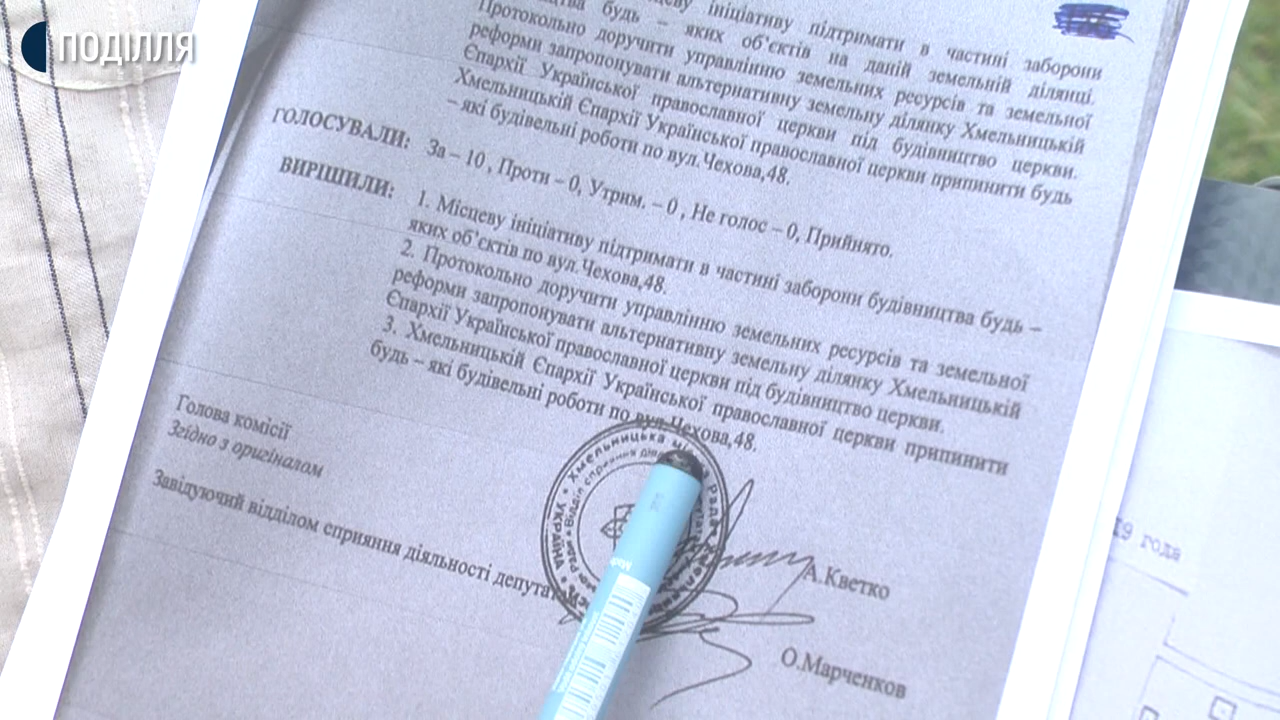 ПОДІЛЛЯ
ініціативу підтримати в частині заборони
будь – яких об'єктів на даній земельній ділянці.
Протокольно доручити управлінню земельних ресурсів та земельної
реформи запропонувати альтернативну земельну ділянку Хмельницькій
Єпархії Української православної церкви під будівництво церкви.
Хмельницькій Єпархії Української православної церкви припинити будь
– які будівельні роботи по вул.Чехова,48.
ГОЛОСУВАЛИ: За – 10 , Проти – 0, Утрим. – 0 , Не голос – 0, Прийнято.
ВИРІШИЛИ: 1. Місцеву ініціативу підтримати в частині заборони будівництва будь –
яких об'єктів по вул.Чехова,48.
2. Протокольно доручити управлінню земельних ресурсів та земельної
реформи запропонувати альтернативну земельну ділянку Хмельницькій
Єпархії Української православної церкви під будівництво церкви.
3. Хмельницькій Єпархії Української православної церкви припинити
будь – які будівельні роботи по вул.Чехова,48.
Голова комісії
Згідно з оригіналом
А.Кветко
Завідуючий відділом сприяння діяльності
О.Марченков
Хмельницька
УКРАЇНА
Відділ сприяння
19 года